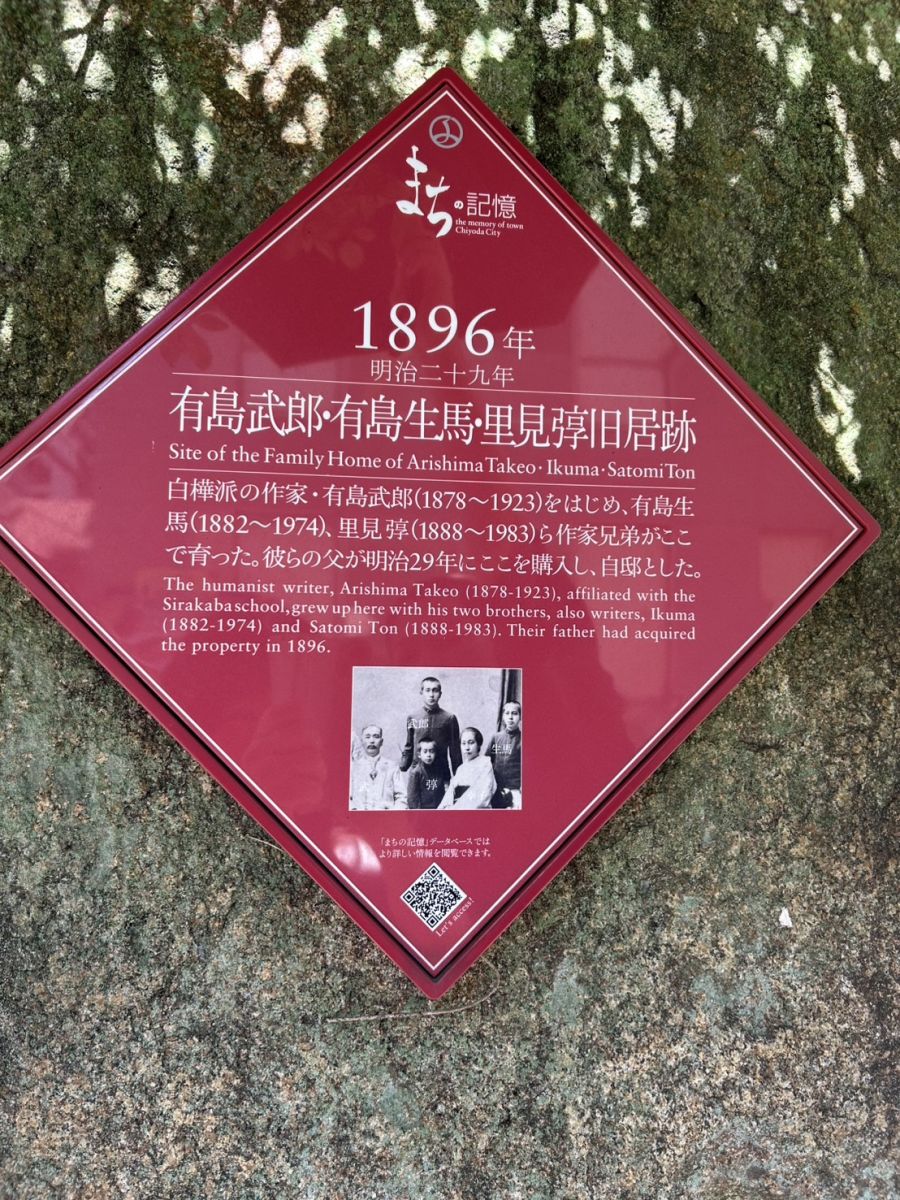 まちの記憶
the memory of town
Chiyoda City
1896年
明治二十九年
有島武郎・有島生馬・里見弴旧居跡
Site of the Family Home of Arishima Takeo・Ikuma・Satomi Ton
白樺派の作家・有島武郎(1878〜1923)をはじめ、有島生
馬(1882〜1974)、里見 弴(1888〜1983)ら作家兄弟がここ
で育った。彼らの父が明治29年にここを購入し、自邸とした。
The humanist writer, Arishima Takeo (1878-1923), affiliated with the
Sirakaba school, grew up here with his two brothers, also writers, Ikuma
(1882-1974) and Satomi Ton (1888-1983). Their father had acquired
the property in 1896.
武郎
生馬
弴
「まちの記憶」データベースでは
より詳しい情報を閲覧できます。
Let's access!